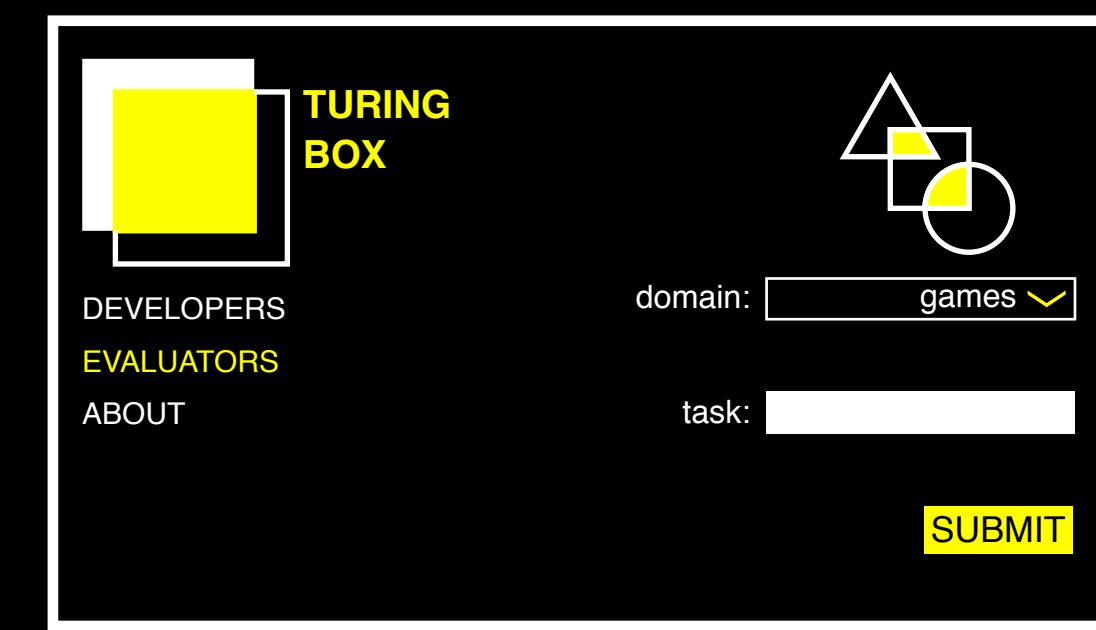 TURING
BOX
DEVELOPERS
EVALUATORS
ABOUT
domain: games
task:
SUBMIT